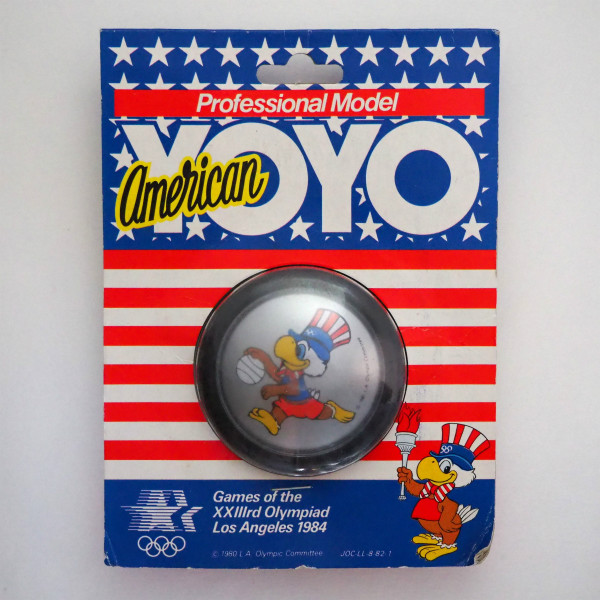 Professional Model
YOYO
American
Games of the
XXIIIrd Olympiad
Los Angeles 1984
© 1980 L.A. Olympic Committee JOC-LL-8-82-1